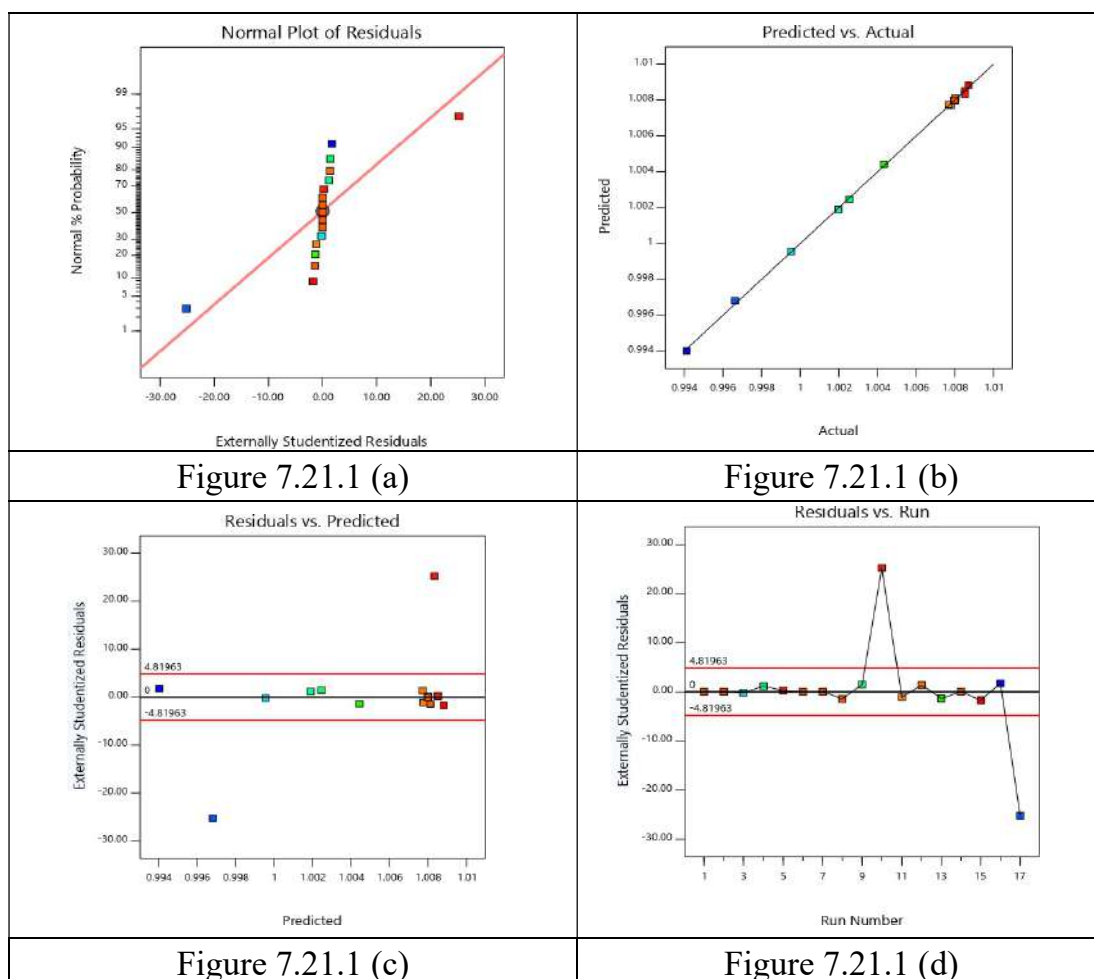 Normal Plot of Residuals
Normal % Probability
99
95
90
80
70
50
30
20
10
5
1
-30.00 -20.00 -10.00 0.00 10.00 20.00 30.00
Externally Studentized Residuals
Predicted vs. Actual
Predicted
1.01
1.008
1.006
1.004
1.002
1
0.998
0.996
0.994
0.994 0.996 0.998 1 1.002 1.004 1.006 1.008 1.01
Actual
Figure 7.21.1 (a)
Figure 7.21.1 (b)
Residuals vs. Predicted
Externally Studentized Residuals
30.00
20.00
10.00
0.00
-10.00
-20.00
-30.00
4.81963
0
-4.81963
0.994 0.996 0.998 1 1.002 1.004 1.006 1.008 1.01
Predicted
Residuals vs. Run
Externally Studentized Residuals
30.00
20.00
10.00
0.00
-10.00
-20.00
-30.00
4.81963
0
-4.81963
1 3 5 7 9 11 13 15 17
Run Number
Figure 7.21.1 (c)
Figure 7.21.1 (d)